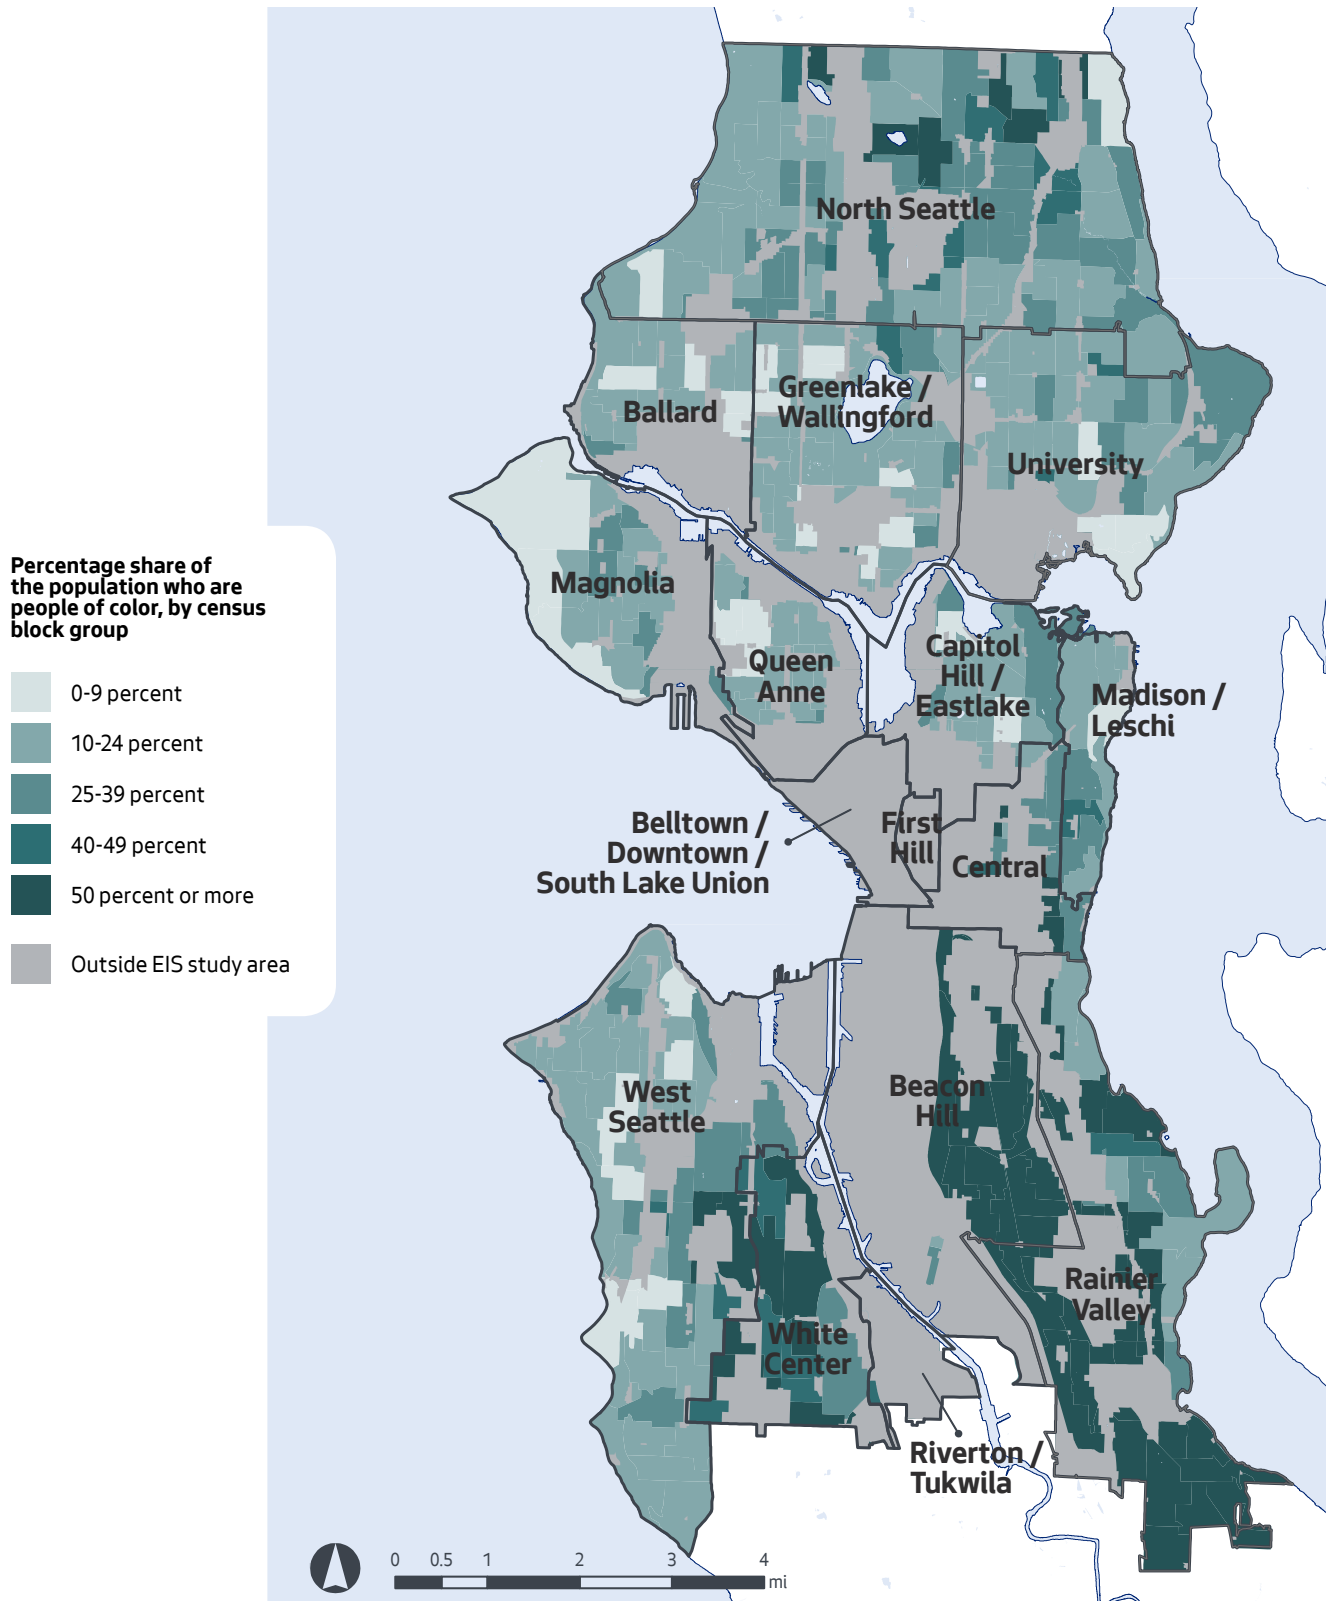 North Seattle
Ballard
Greenlake /
Wallingford
University
Percentage share of
the population who are
people of color, by census
block group
0-9 percent
10-24 percent
25-39 percent
40-49 percent
50 percent or more
Outside EIS study area
Magnolia
Queen
Anne
Capitol
Hill /
Eastlake
Madison /
Leschi
Belltown /
Downtown /
South Lake Union
First
Hill
Central
West
Seattle
Beacon
Hill
Rainier
Valley
White
Center
Riverton /
Tukwila
0 0.5 1 2 3 4
mi